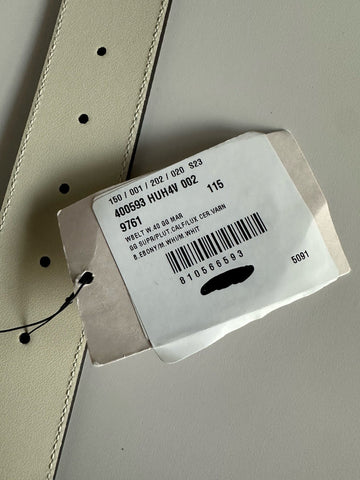 150 / 001 / 202 / 020 S23
400593 HUH4V 002
9761 115
WBELT W.40 GG MAR
GG SUPR/PLUT.CALF/LUX.CER.VARN
B.EBONY/M.WHI/M.WHIT
810566593
5091